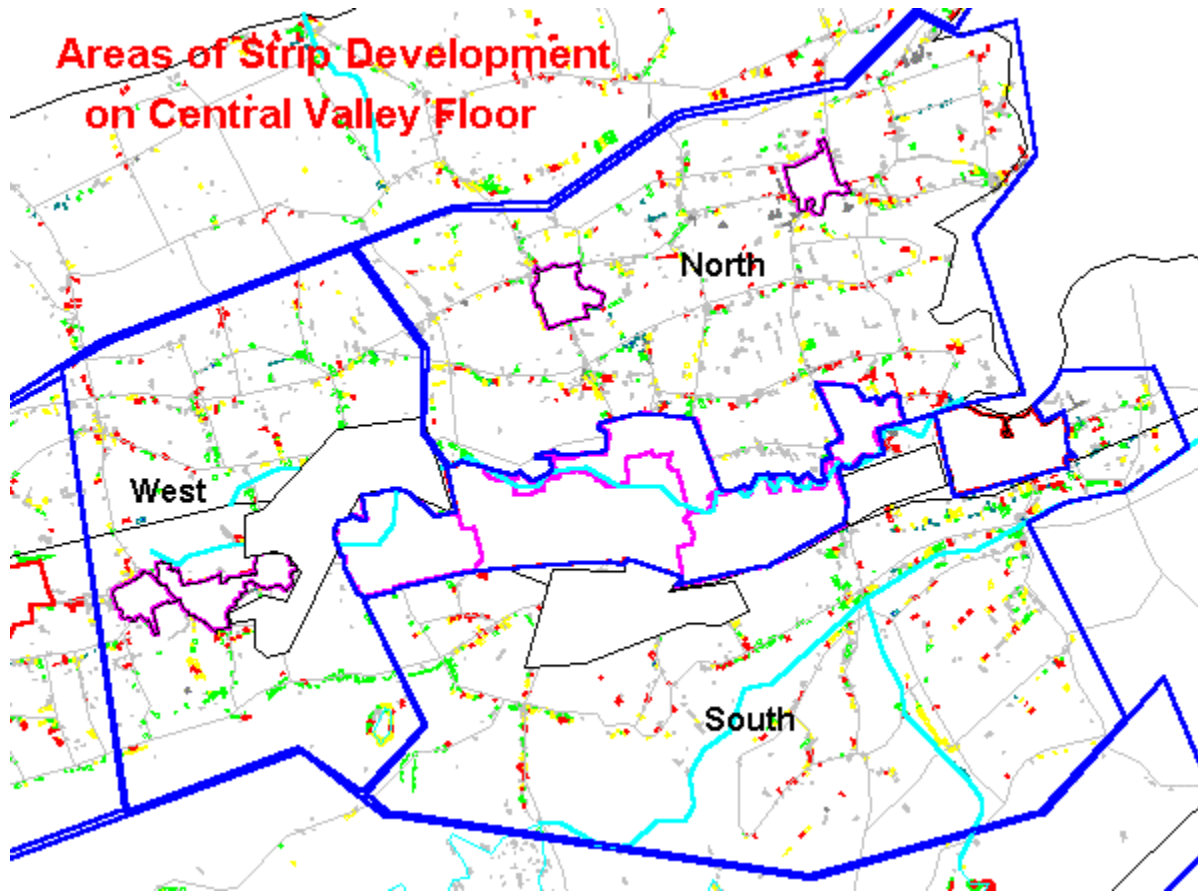 Areas of Strip Development
on Central Valley Floor
North
West
South